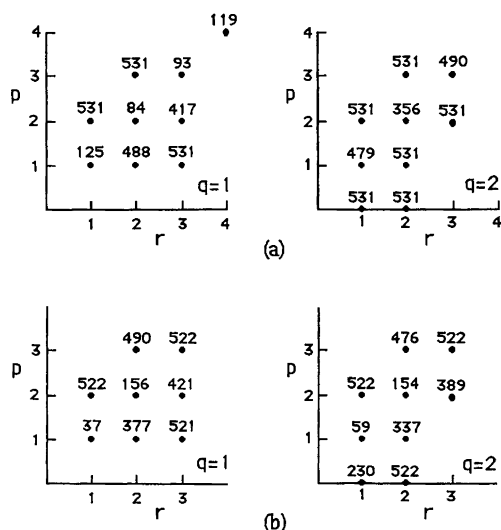 119
4 4
531 93 531 490
3 3
p 531 84 417 p 531 356 531
2 2
125 488 531 479 531
1 1
q=1 531 531 q=2
1 2 3 4 1 2 3 4
r r
(a)
490 522 476 522
3 3
p 522 156 421 p 522 154 389
2 2
37 377 521 59 337
1 1
q=1 230 522 q=2
1 2 3 1 2 3
r r
(b)